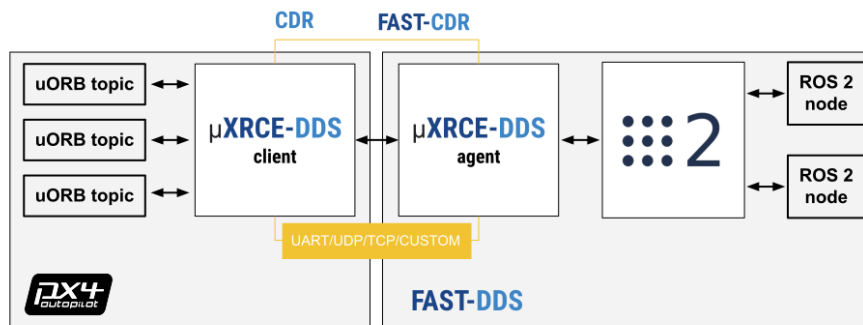 CDR FAST-CDR
uORB topic
uORB topic
uORB topic
µXRCE-DDS
client
µXRCE-DDS
agent
2
ROS 2
node
ROS 2
node
UART/UDP/TCP/CUSTOM
px4
autopilot
FAST-DDS